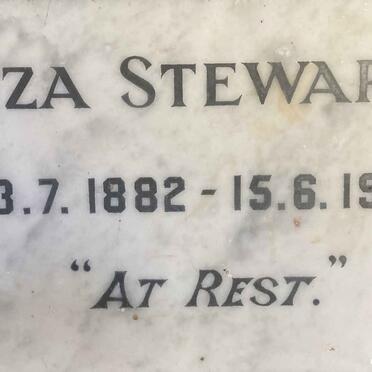 ZA STEWAR
3.7.1882 - 15.6.19
"AT REST."